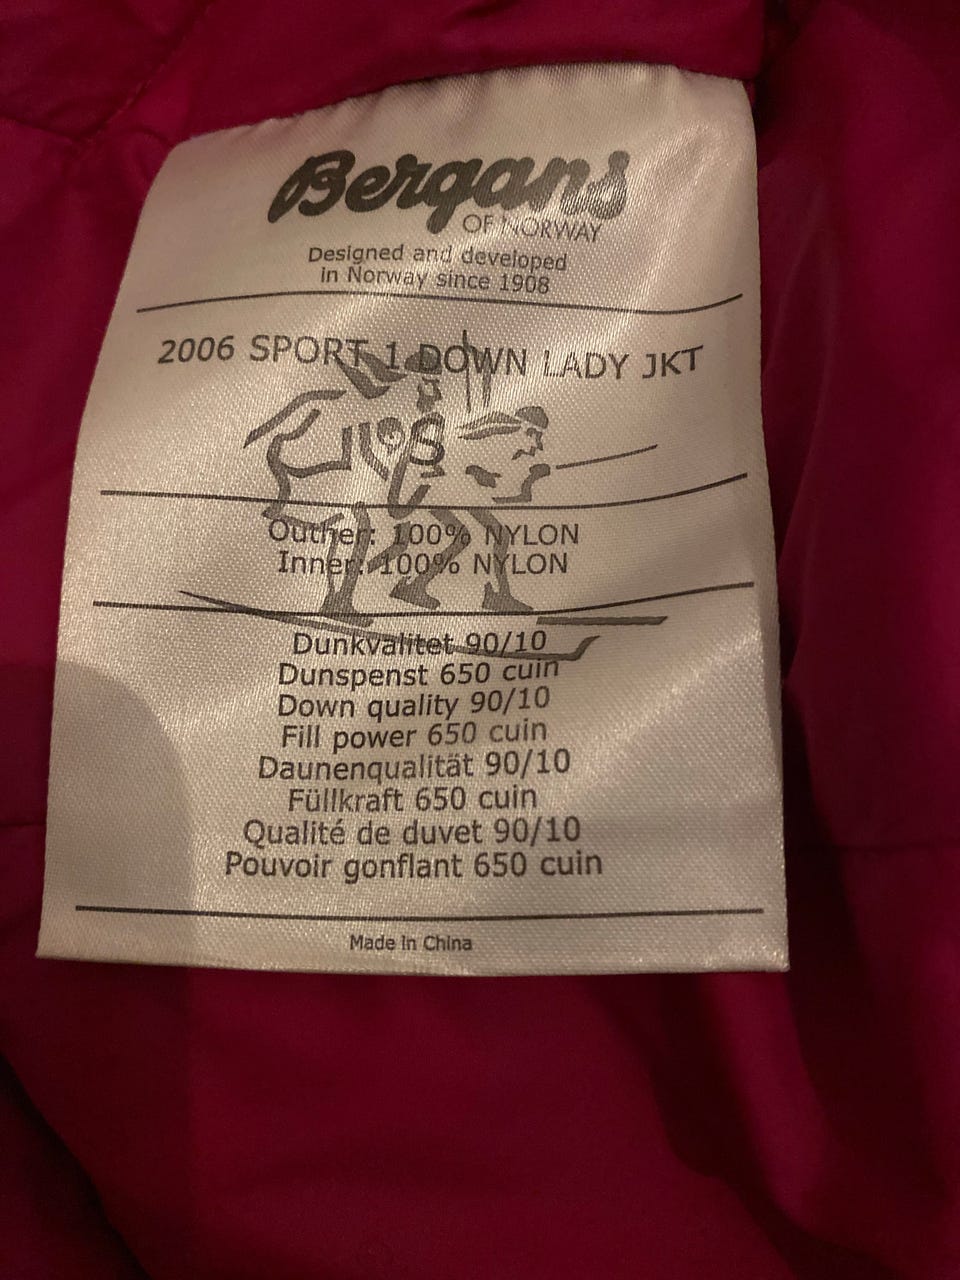 Bergans
OF NORWAY
Designed and developed
in Norway since 1908
2006 SPORT 1 DOWN LADY JKT
S
Outher: 100% NYLON
Inner: 100% NYLON
Dunkvalitet 90/10
Dunspenst 650 cuin
Down quality 90/10
Fill power 650 cuin
Daunenqualität 90/10
Füllkraft 650 cuin
Qualité de duvet 90/10
Pouvoir gonflant 650 cuin
Made in China